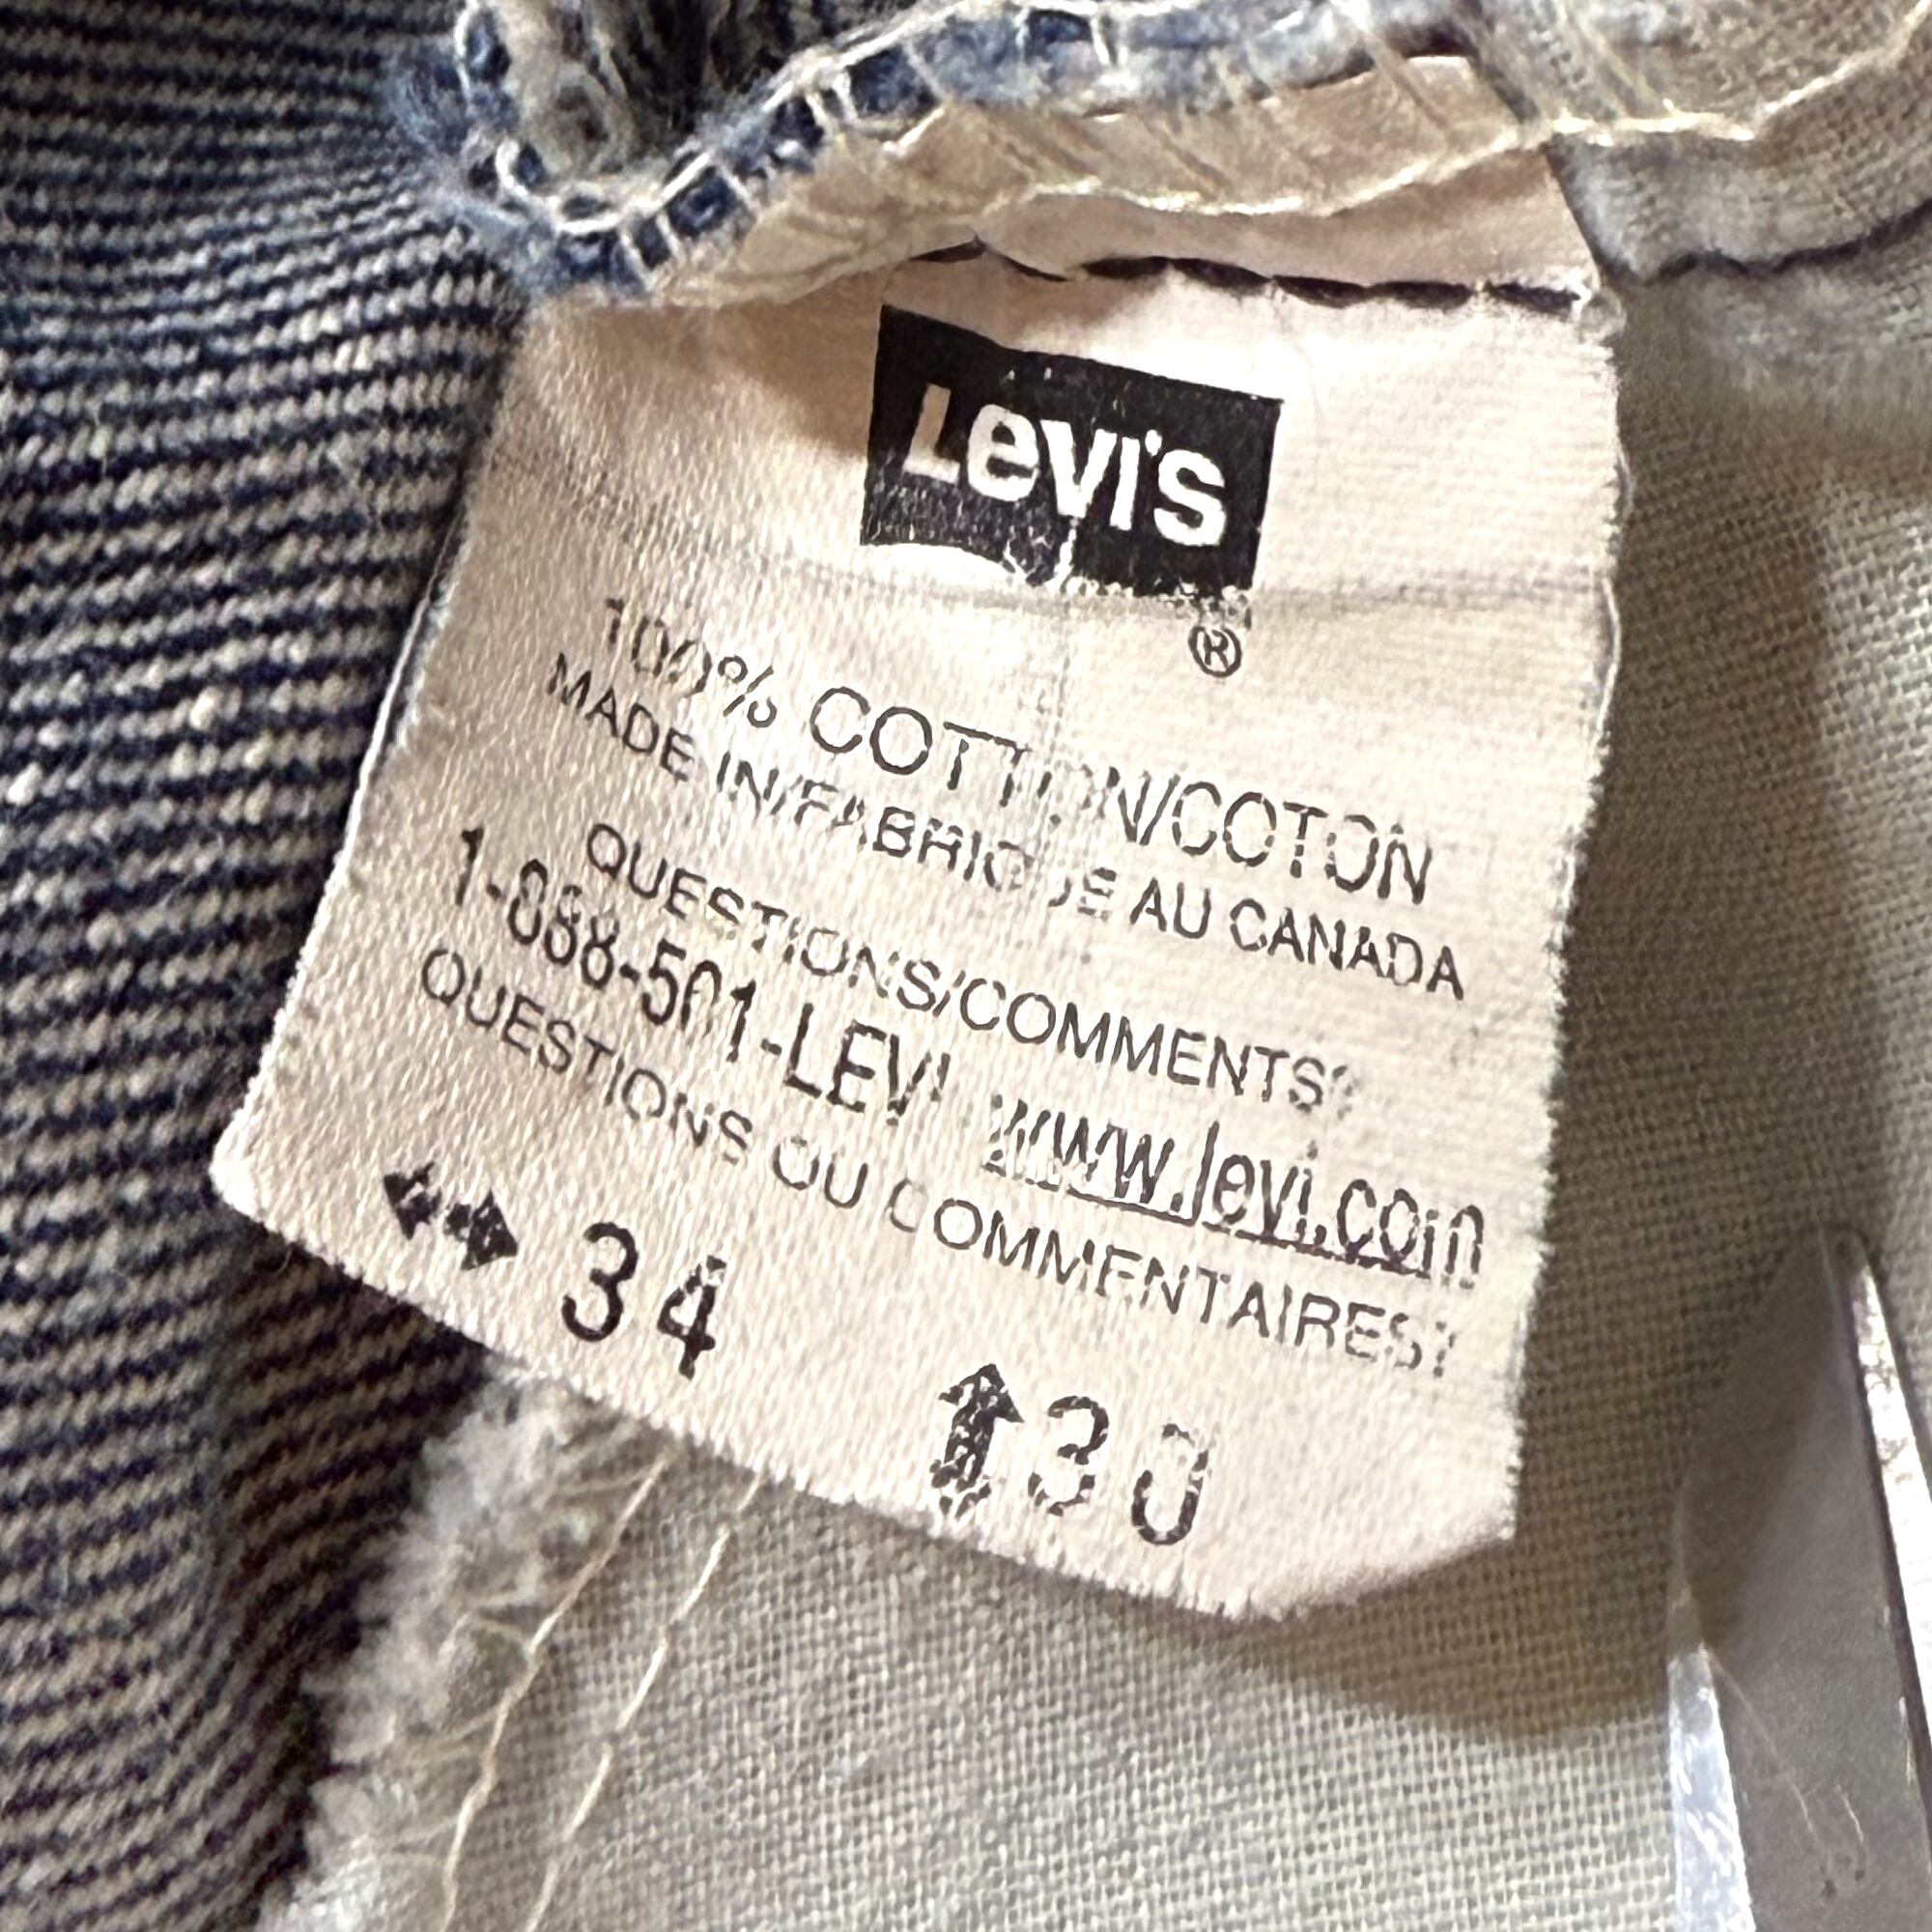 Levi's
®
100% COTTON/COTON
MADE IN/FABRIQUE AU CANADA
QUESTIONS/COMMENTS?
1-888-501-LEVI www.levi.com
QUESTIONS OU COMMENTAIRES?
34 30